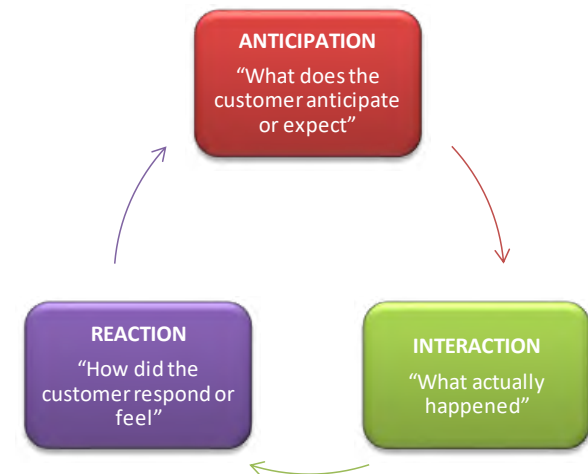 ANTICIPATION
“What does the
customer anticipate
or expect”
REACTION
“How did the
customer respond or
feel”
INTERACTION
“What actually
happened”